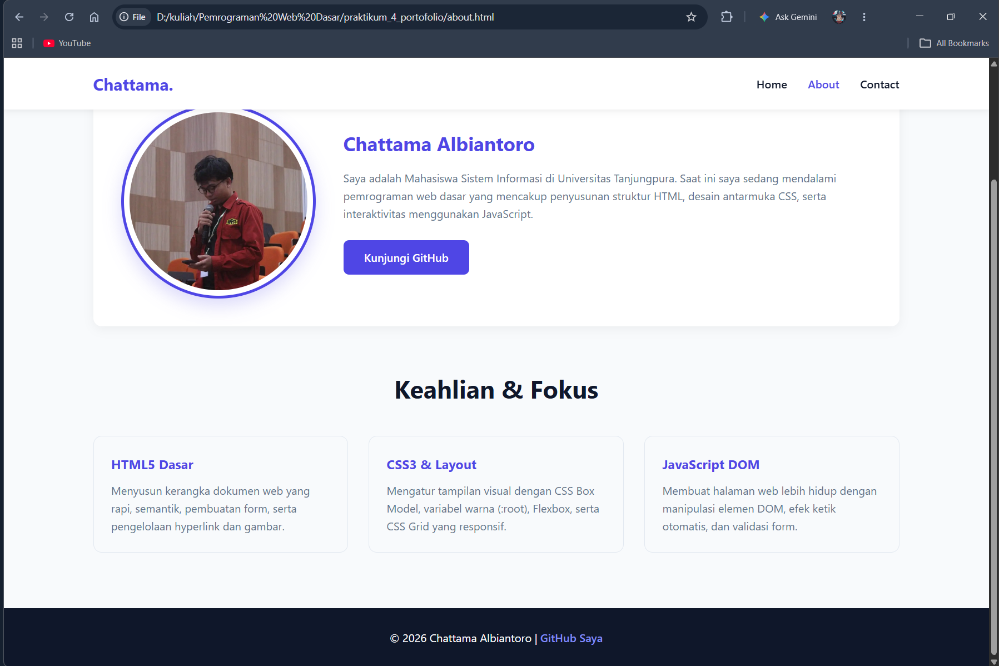 File D:/kuliah/Pemrograman%20Web%20Dasar/praktikum_4_portofolio/about.html Ask Gemini
YouTube All Bookmarks
Chattama. Home About Contact
Chattama Albiantoro
Saya adalah Mahasiswa Sistem Informasi di Universitas Tanjungpura. Saat ini saya sedang mendalami
pemrograman web dasar yang mencakup penyusunan struktur HTML, desain antarmuka CSS, serta
interaktivitas menggunakan JavaScript.
Kunjungi GitHub
Keahlian & Fokus
HTML5 Dasar
Menyusun kerangka dokumen web yang
rapi, semantik, pembuatan form, serta
pengelolaan hyperlink dan gambar.
CSS3 & Layout
Mengatur tampilan visual dengan CSS Box
Model, variabel warna (:root), Flexbox, serta
CSS Grid yang responsif.
JavaScript DOM
Membuat halaman web lebih hidup dengan
manipulasi elemen DOM, efek ketik
otomatis, dan validasi form.
© 2026 Chattama Albiantoro | GitHub Saya